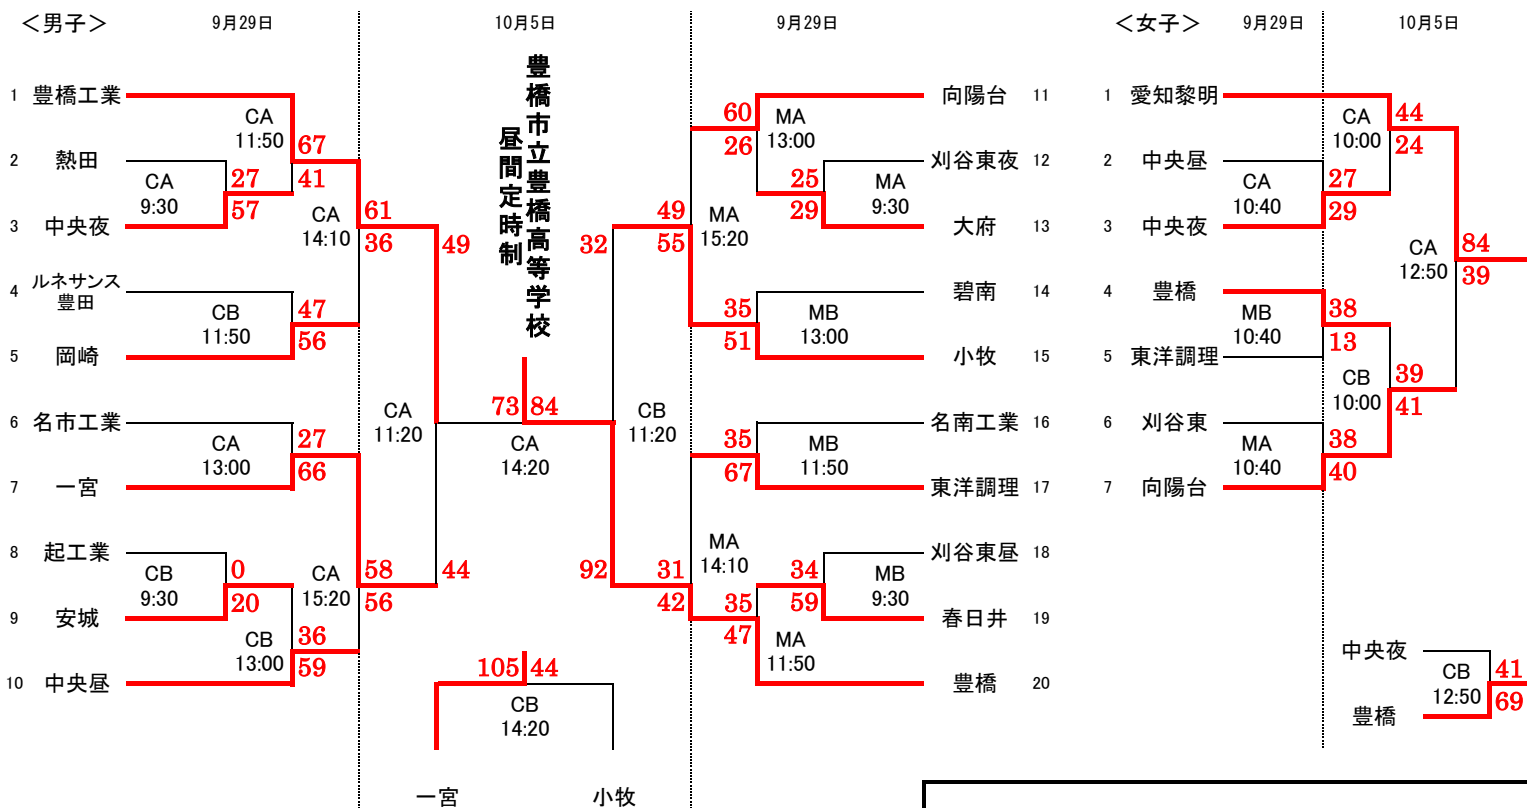 ＜男子＞ 9月29日 10月5日 9月29日 ＜女子＞ 9月29日 10月5日
豊橋市立豊橋高等学校
昼間定時制
1 豊橋工業
CA
11:50
67
41
2 熱田
CA
9:30
27
57
3 中央夜
CA
14:10
61
36
49
4 ルネサンス
豊田
CB
11:50
47
56
5 岡崎
CA
11:20
6 名市工業
CA
13:00
27
66
7 一宮
8 起工業
CB
9:30
0
20
CA
15:20
58
56
44
9 安城
CB
13:00
36
59
10 中央昼
73 84
CA
14:20
105 44
CB
14:20
一宮 小牧
向陽台 11
60
26
MA
13:00
刈谷東夜 12
25
29
MA
9:30
大府 13
32
49
55
MA
15:20
碧南 14
35
51
MB
13:00
小牧 15
CB
11:20
名南工業 16
35
67
MB
11:50
東洋調理 17
92
31
42
MA
14:10
刈谷東昼 18
34
59
MB
9:30
春日井 19
35
47
MA
11:50
豊橋 20
1 愛知黎明
CA
10:00
44
24
2 中央昼
CA
10:40
27
29
3 中央夜
CA
12:50
84
39
4 豊橋
MB
10:40
38
13
5 東洋調理
CB
10:00
39
41
6 刈谷東
MA
10:40
38
40
7 向陽台
中央夜
CB
12:50
41
69
豊橋